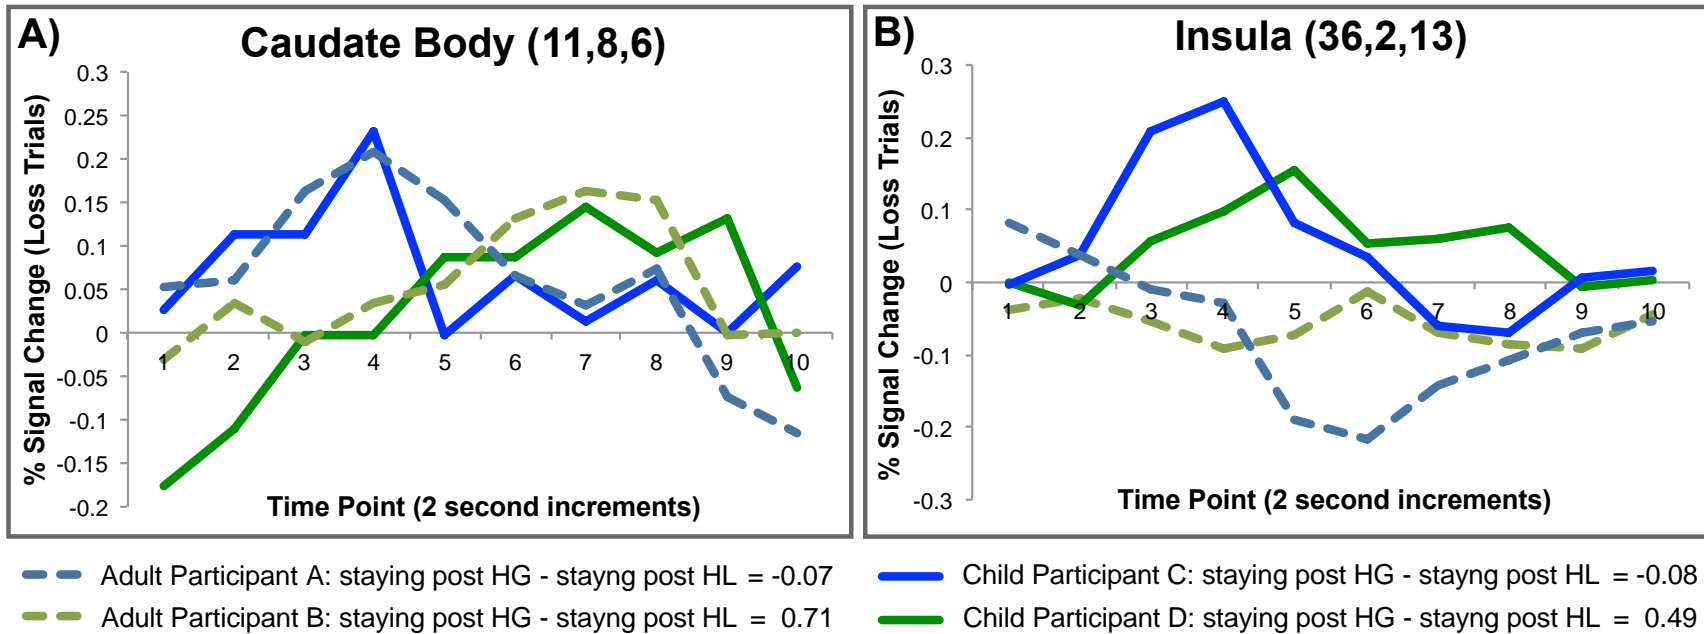 A)
Caudate Body (11,8,6)
% Signal Change (Loss Trials)
0.3
0.25
0.2
0.15
0.1
0.05
0
-0.05
-0.1
-0.15
-0.2
1 2 3 4 5 6 7 8 9 10
Time Point (2 second increments)
B)
Insula (36,2,13)
% Signal Change (Loss Trials)
0.3
0.2
0.1
0
-0.1
-0.2
-0.3
1 2 3 4 5 6 7 8 9 10
Time Point (2 second increments)
Adult Participant A: staying post HG - stayng post HL = -0.07
Adult Participant B: staying post HG - stayng post HL = 0.71
Child Participant C: staying post HG - stayng post HL = -0.08
Child Participant D: staying post HG - stayng post HL = 0.49